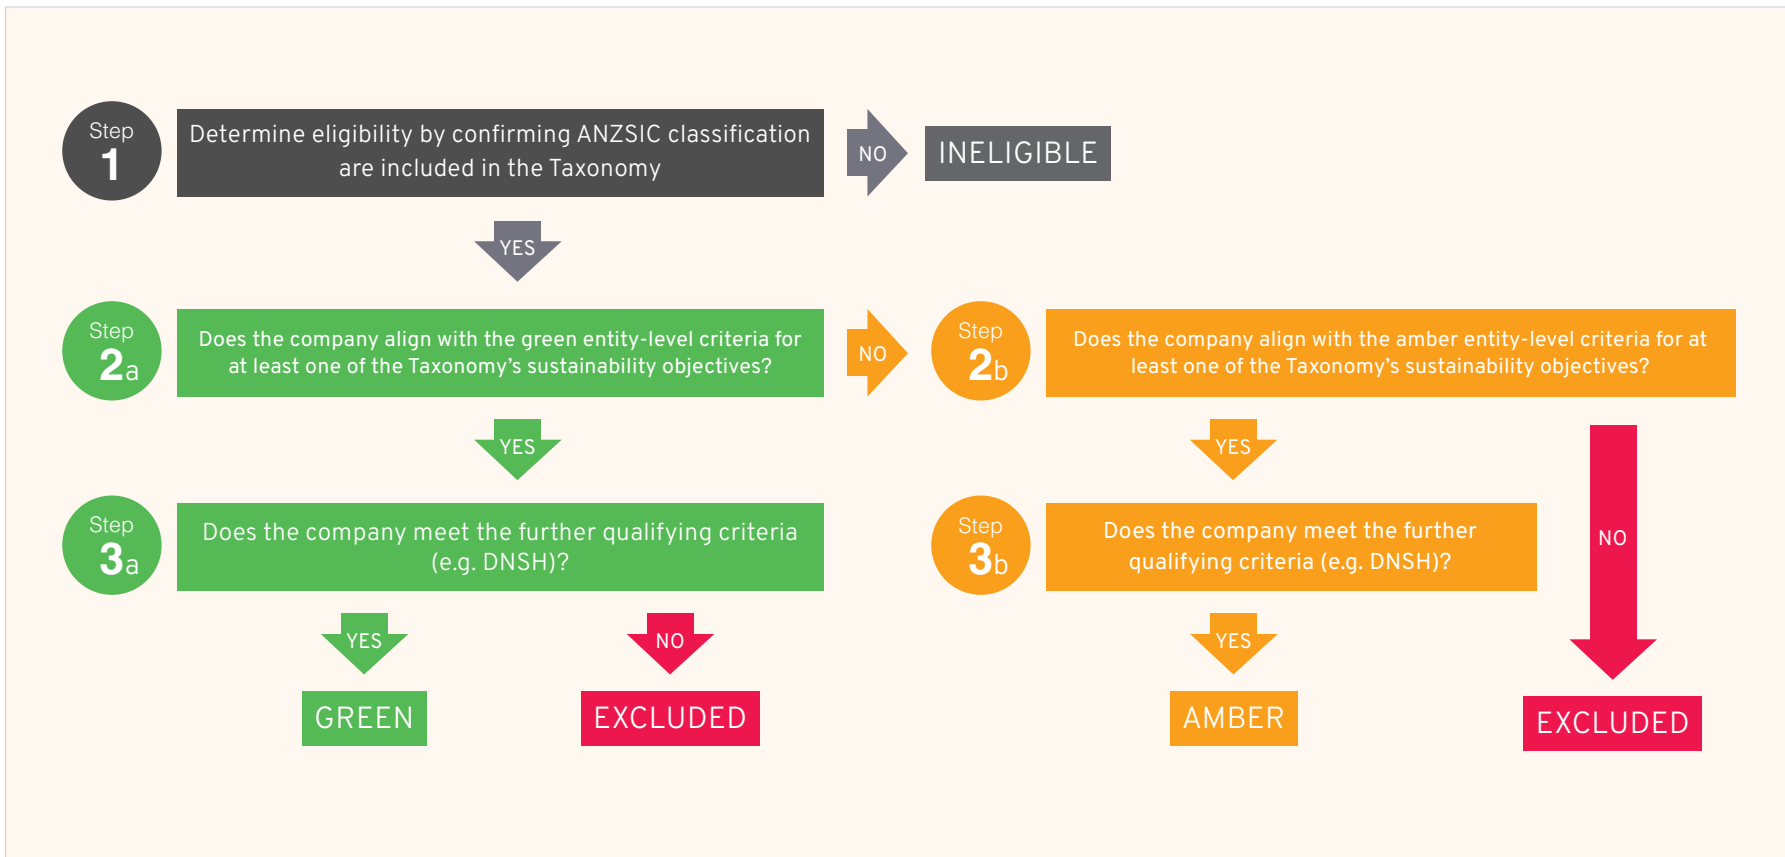 Step
1
Determine eligibility by confirming ANZSIC classification
are included in the Taxonomy
NO
INELIGIBLE
YES
Step
2a
Does the company align with the green entity-level criteria for
at least one of the Taxonomy's sustainability objectives?
NO
Step
2b
Does the company align with the amber entity-level criteria for at
least one of the Taxonomy's sustainability objectives?
YES
YES
NO
Step
3a
Does the company meet the further qualifying criteria
(e.g. DNSH)?
Step
3b
Does the company meet the further
qualifying criteria (e.g. DNSH)?
YES
NO
YES
GREEN
EXCLUDED
AMBER
EXCLUDED